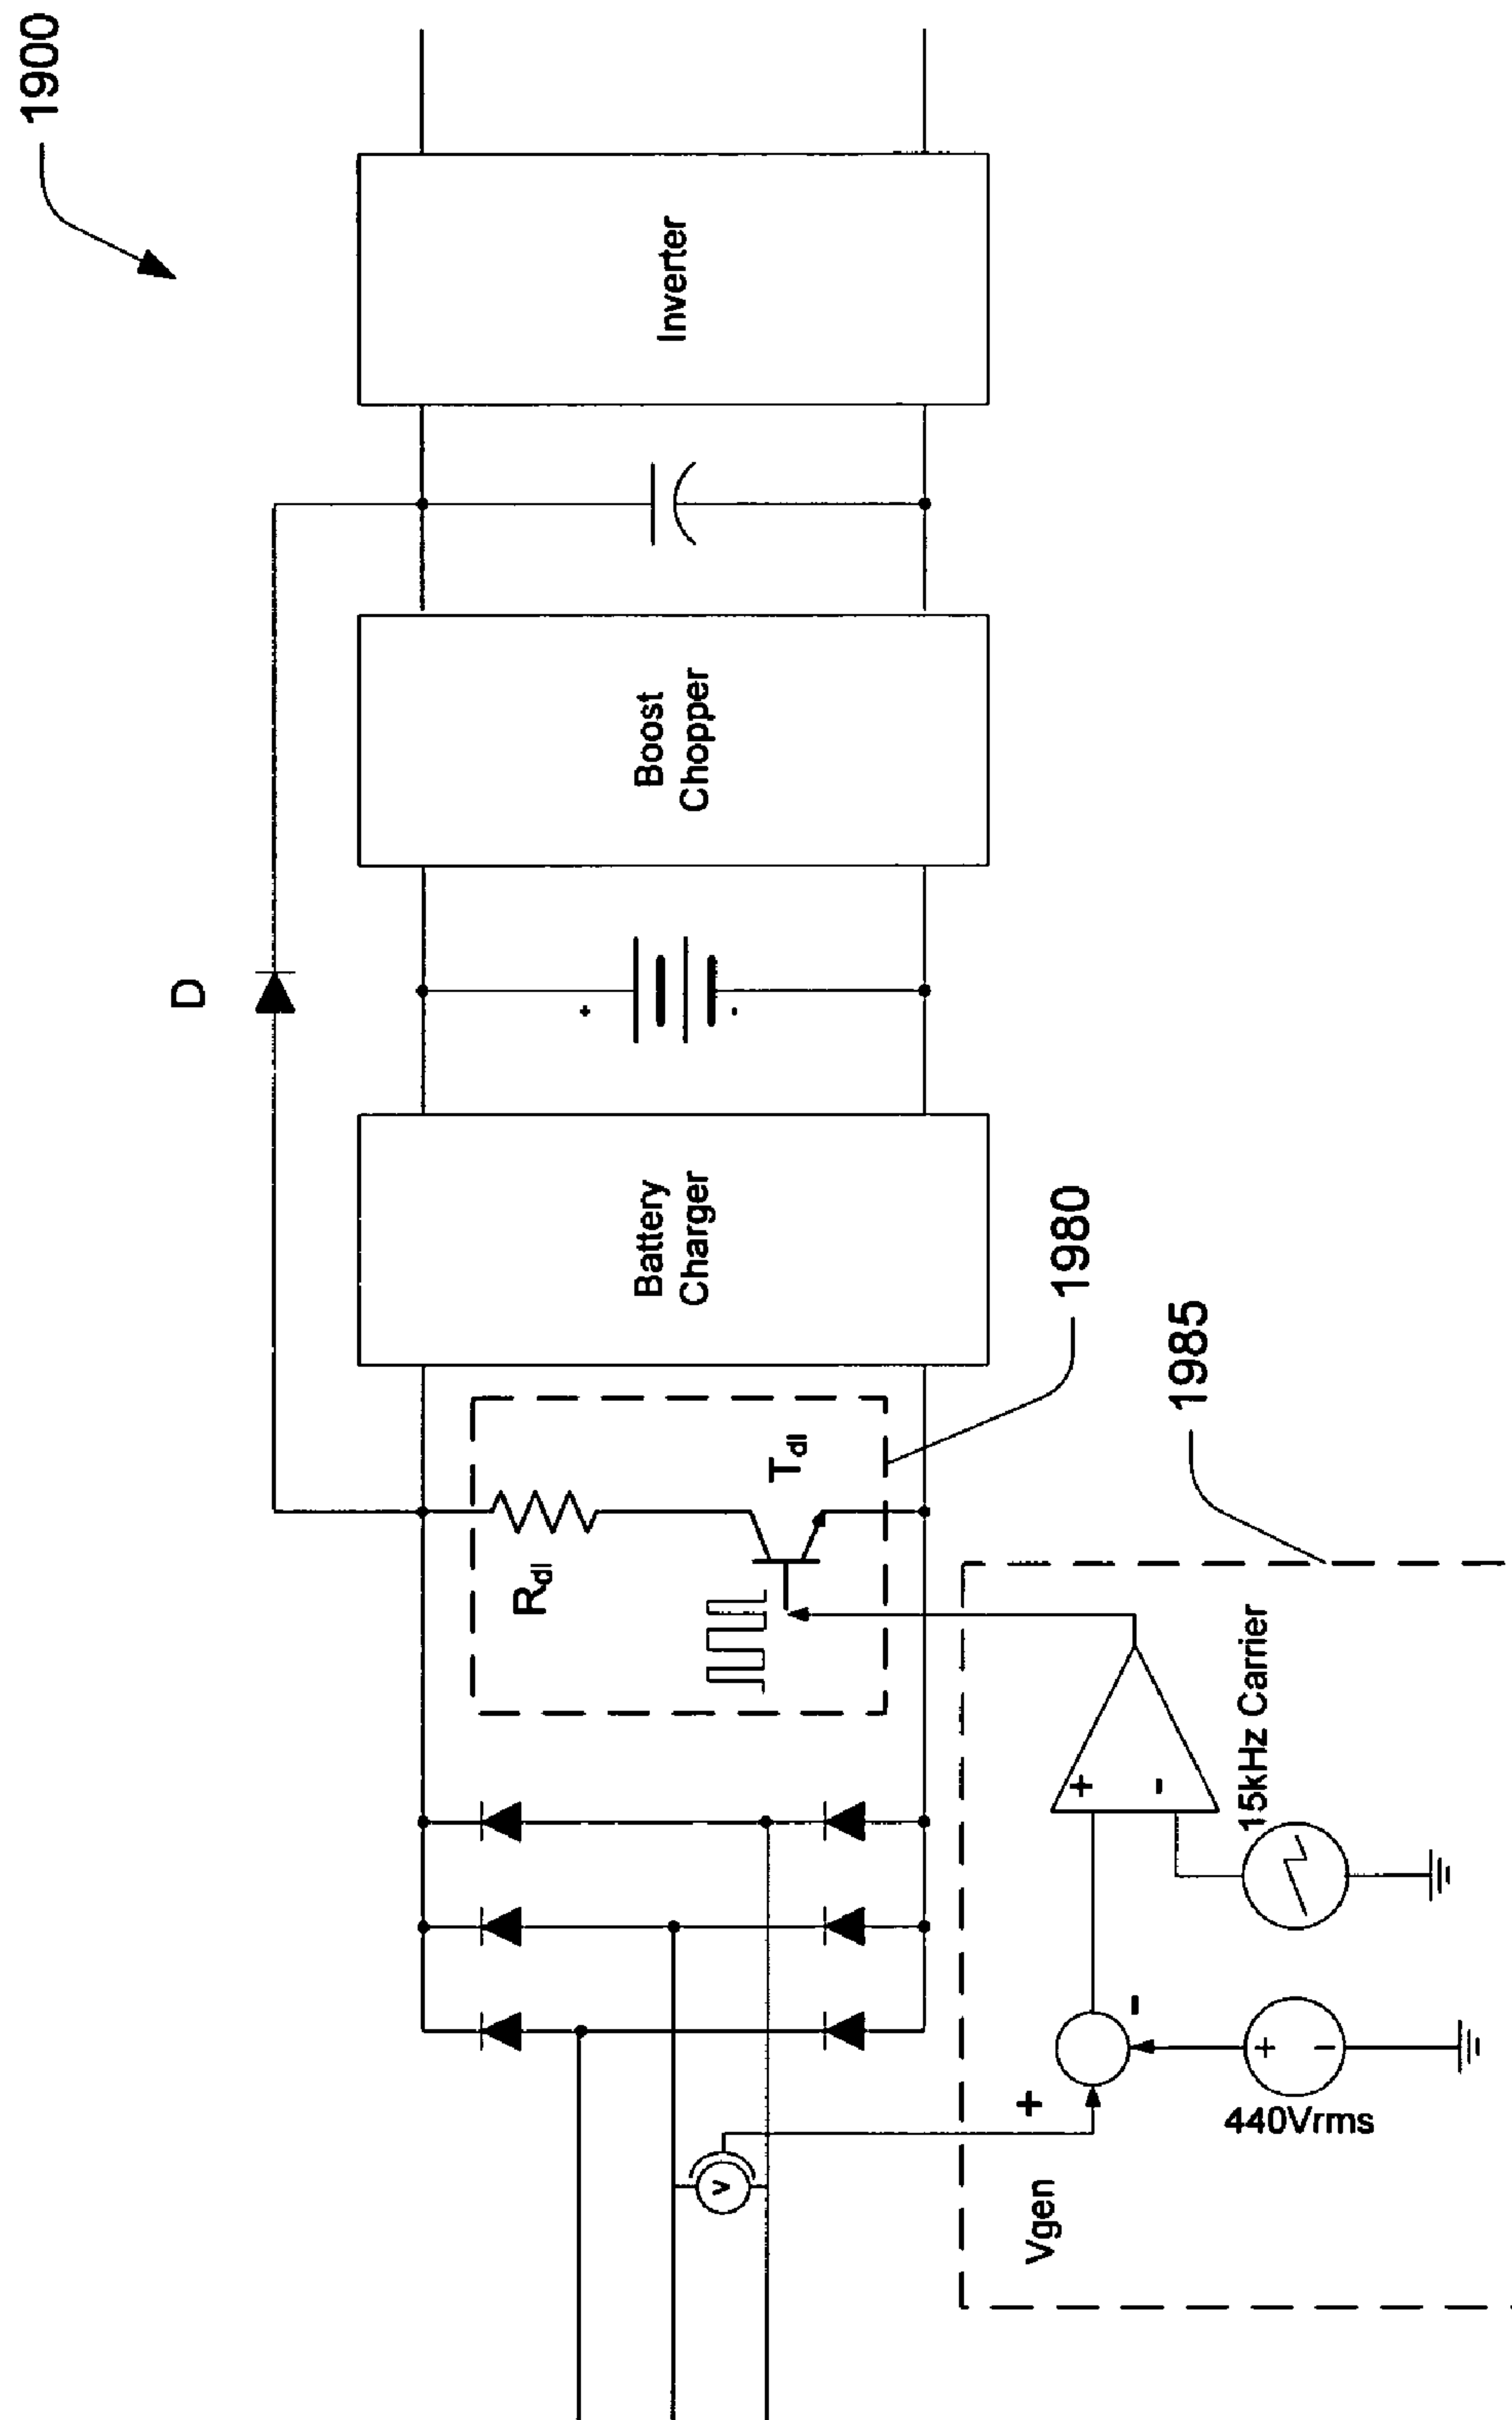 1900
D
Battery
Charger
Boost
Chopper
Inverter
+
-
Rdl
Tdl
1980
1985
V
Vgen
+
-
440Vrms
+
-
+
-
15kHz Carrier